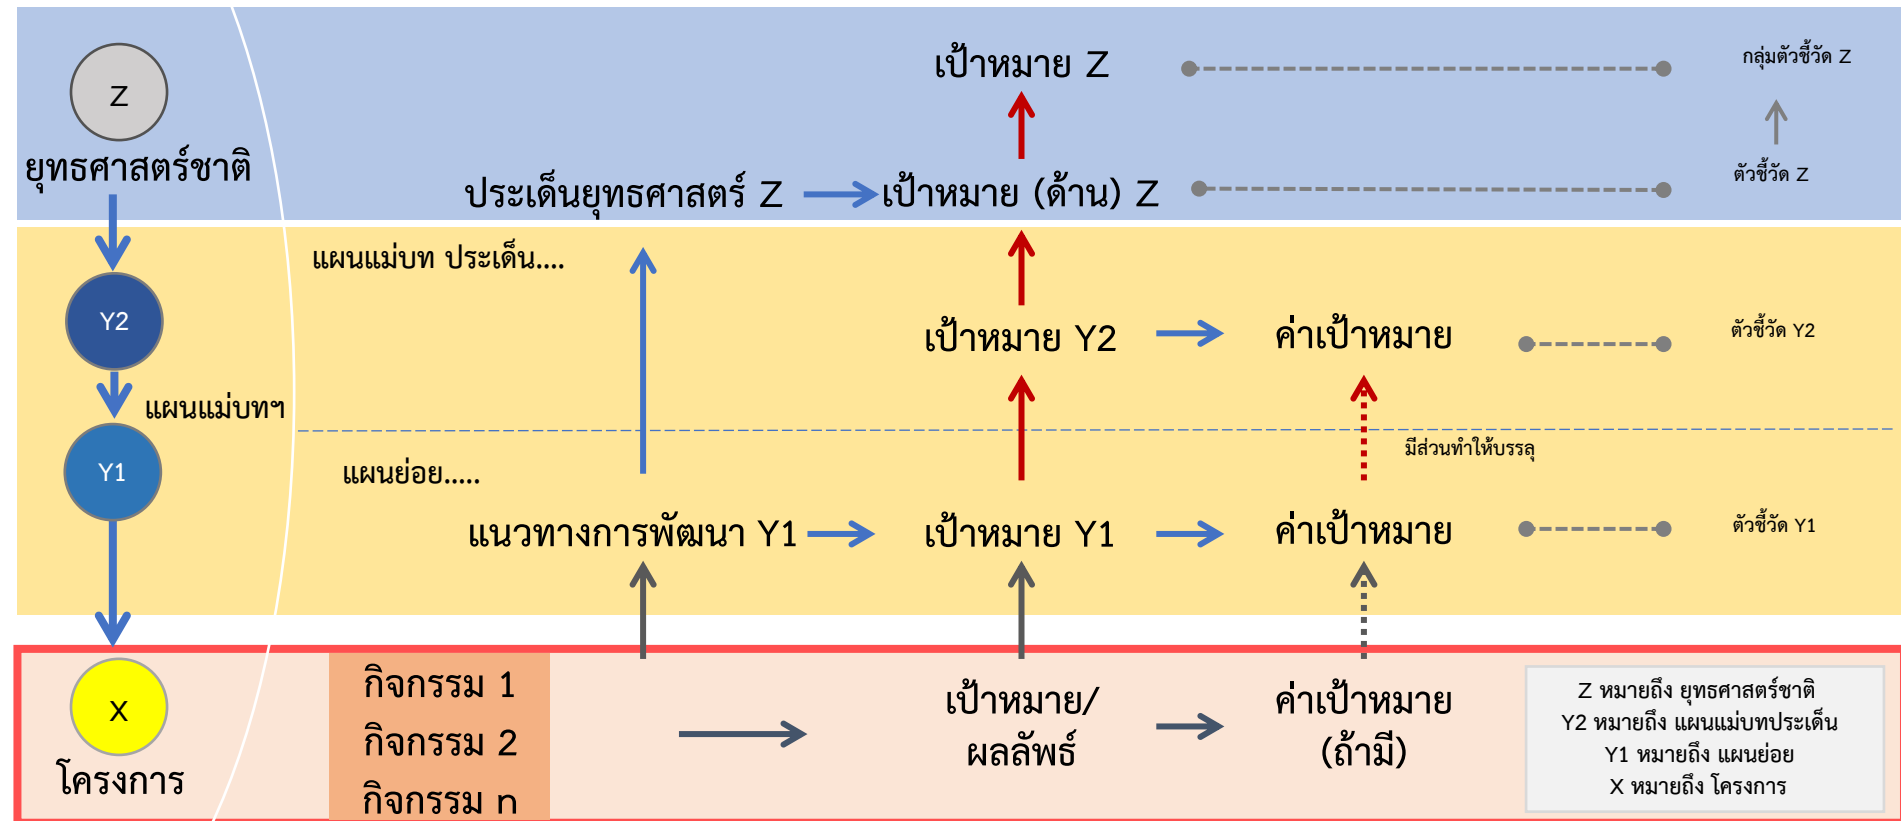 Z
ยุทธศาสตร์ชาติ
เป้าหมาย Z
กลุ่มตัวชี้วัด Z
ประเด็นยุทธศาสตร์ Z
เป้าหมาย (ด้าน) Z
ตัวชี้วัด Z
แผนแม่บท ประเด็น....
Y2
เป้าหมาย Y2
ค่าเป้าหมาย
ตัวชี้วัด Y2
แผนแม่บทฯ
มีส่วนทำให้บรรลุ
Y1
แผนย่อย.....
แนวทางการพัฒนา Y1
เป้าหมาย Y1
ค่าเป้าหมาย
ตัวชี้วัด Y1
X
โครงการ
กิจกรรม 1
กิจกรรม 2
กิจกรรม n
เป้าหมาย/
ผลลัพธ์
ค่าเป้าหมาย
(ถ้ามี)
Z หมายถึง ยุทธศาสตร์ชาติ
Y2 หมายถึง แผนแม่บทประเด็น
Y1 หมายถึง แผนย่อย
X หมายถึง โครงการ